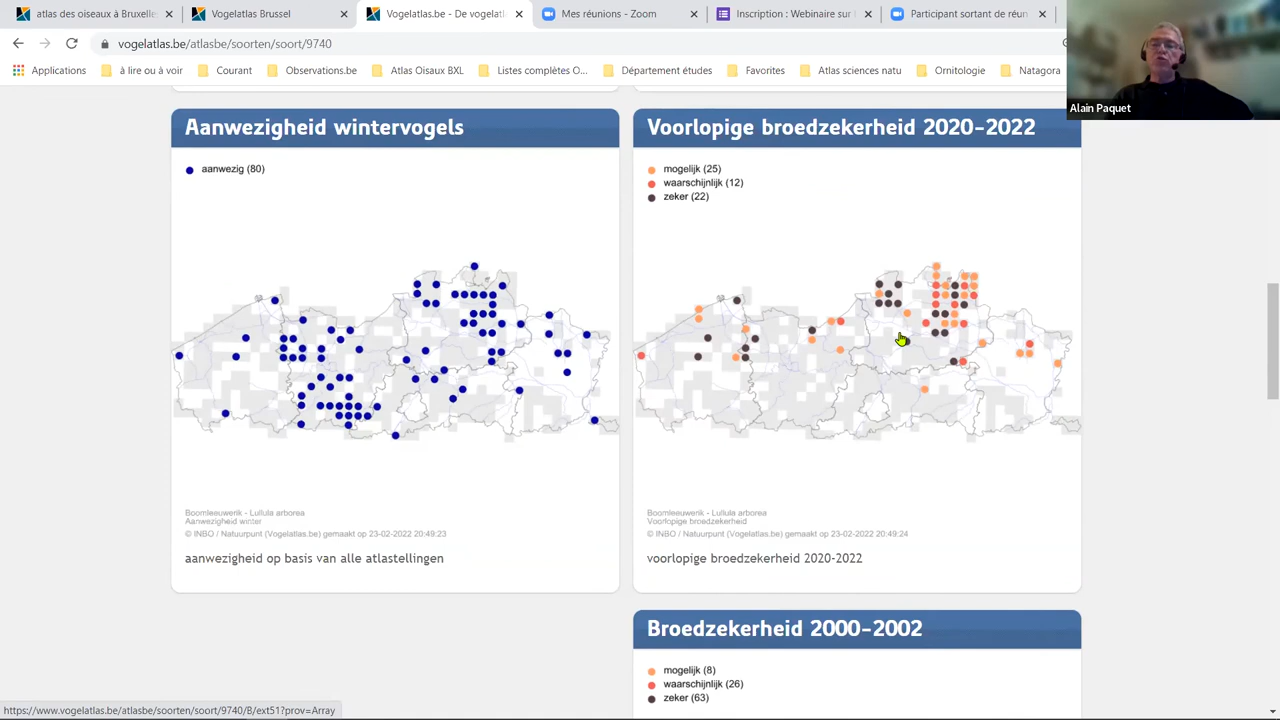 atlas des oiseaux à Bruxelle
Vogelatlas Brussel
Vogelatlas.be - De vogelatl
Mes réunions - Zoom
Inscription : Webinaire sur l
Participant sortant de réun
vogelatlas.be/atlasbe/soorten/soort/9740
Applications
à lire ou à voir
Courant
Observations.be
Atlas Oisaux BXL
Listes complètes O...
Département études
Favorites
Atlas sciences natu
Ornitologie
Natagora
Alain Paquet
Aanwezigheid wintervogels
aanwezig (80)
Boomleeuwerik - Lullula arborea
Aanwezigheid winter
© INBO / Natuurpunt (Vogelatlas.be) gemaakt op 23-02-2022 20:49:23
aanwezigheid op basis van alle atlastellingen
Voorlopige broedzekerheid 2020-2022
mogelijk (25)
waarschijnlijk (12)
zeker (22)
Boomleeuwerik - Lullula arborea
Voorlopige broedzekerheid
© INBO / Natuurpunt (Vogelatlas.be) gemaakt op 23-02-2022 20:49:24
voorlopige broedzekerheid 2020-2022
Broedzekerheid 2000-2002
mogelijk (8)
waarschijnlijk (26)
zeker (63)
https://www.vogelatlas.be/atlasbe/soorten/soort/9740/B/ext51?prov=Array